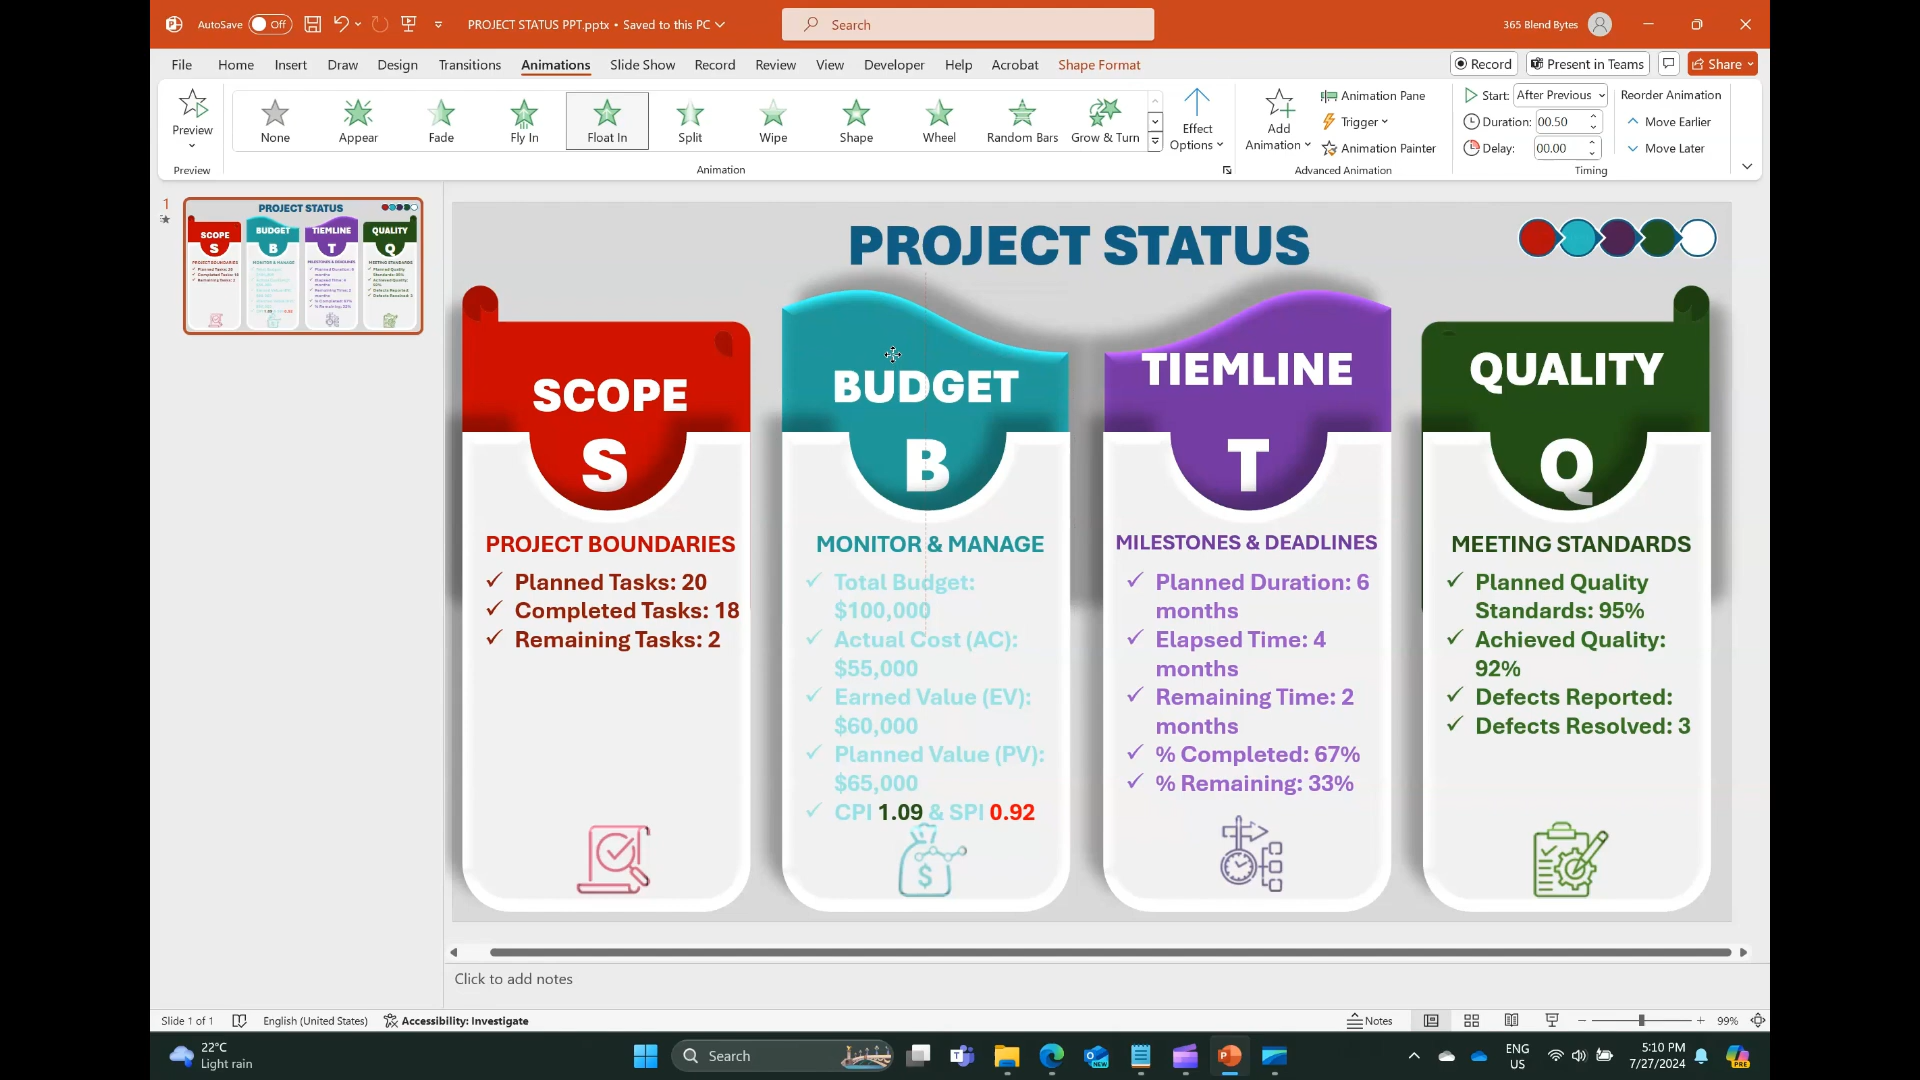 AutoSave Off PROJECT STATUS PPT.pptx • Saved to this PC Search 365 Blend Bytes
File Home Insert Draw Design Transitions Animations Slide Show Record Review View Developer Help Acrobat Shape Format Record Present in Teams Share
Preview None Appear Fade Fly In Float In Split Wipe Shape Wheel Random Bars Grow & Turn Effect Options Add Animation
Animation Pane Start: After Previous Reorder Animation
Trigger Duration: 00.50 Move Earlier
Animation Painter Delay: 00.00 Move Later
Preview Animation Advanced Animation Timing
1
PROJECT STATUS
SCOPE BUDGET TIEMLINE QUALITY
S B T Q
PROJECT STATUS
SCOPE
S
PROJECT BOUNDARIES
Planned Tasks: 20
Completed Tasks: 18
Remaining Tasks: 2
BUDGET
B
MONITOR & MANAGE
Total Budget:
$100,000
Actual Cost (AC):
$55,000
Earned Value (EV):
$60,000
Planned Value (PV):
$65,000
CPI 1.09 & SPI 0.92
$
TIEMLINE
T
MILESTONES & DEADLINES
Planned Duration: 6
months
Elapsed Time: 4
months
Remaining Time: 2
months
% Completed: 67%
% Remaining: 33%
QUALITY
Q
MEETING STANDARDS
Planned Quality
Standards: 95%
Achieved Quality:
92%
Defects Reported:
Defects Resolved: 3
Click to add notes
Slide 1 of 1 English (United States) Accessibility: Investigate Notes 99%
22°C
Light rain
Search
ENG
US
5:10 PM
7/27/2024